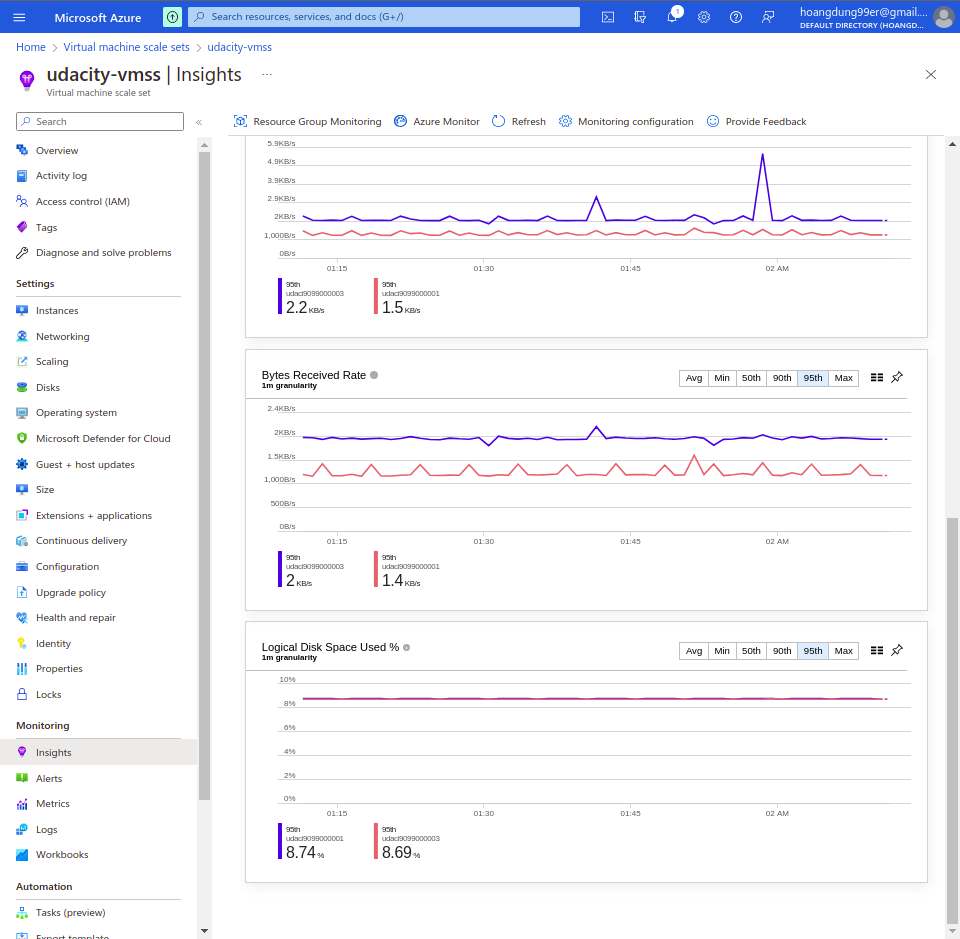 Microsoft Azure
Search resources, services, and docs (G+/)
1
hoangdung99er@gmail....
DEFAULT DIRECTORY (HOANGD...
Home > Virtual machine scale sets > udacity-vmss
udacity-vmss | Insights ...
Virtual machine scale set
Search
«
Resource Group Monitoring
Azure Monitor
Refresh
Monitoring configuration
Provide Feedback
Overview
Activity log
Access control (IAM)
Tags
Diagnose and solve problems
Settings
Instances
Networking
Scaling
Disks
Operating system
Microsoft Defender for Cloud
Guest + host updates
Size
Extensions + applications
Continuous delivery
Configuration
Upgrade policy
Health and repair
Identity
Properties
Locks
Monitoring
Insights
Alerts
Metrics
Logs
Workbooks
Automation
Tasks (preview)
Export template
5.9KB/s
4.9KB/s
3.9KB/s
2.9KB/s
2KB/s
1,000B/s
0B/s
01:15 01:30 01:45 02 AM
95th
udaci9099000003
2.2 KB/s
95th
udaci9099000001
1.5 KB/s
Bytes Received Rate
1m granularity
Avg Min 50th 90th 95th Max
2.4KB/s
2KB/s
1.5KB/s
1,000B/s
500B/s
0B/s
01:15 01:30 01:45 02 AM
95th
udaci9099000003
2 KB/s
95th
udaci9099000001
1.4 KB/s
Logical Disk Space Used %
1m granularity
Avg Min 50th 90th 95th Max
10%
8%
6%
4%
2%
0%
01:15 01:30 01:45 02 AM
95th
udaci9099000001
8.74 %
95th
udaci9099000003
8.69 %